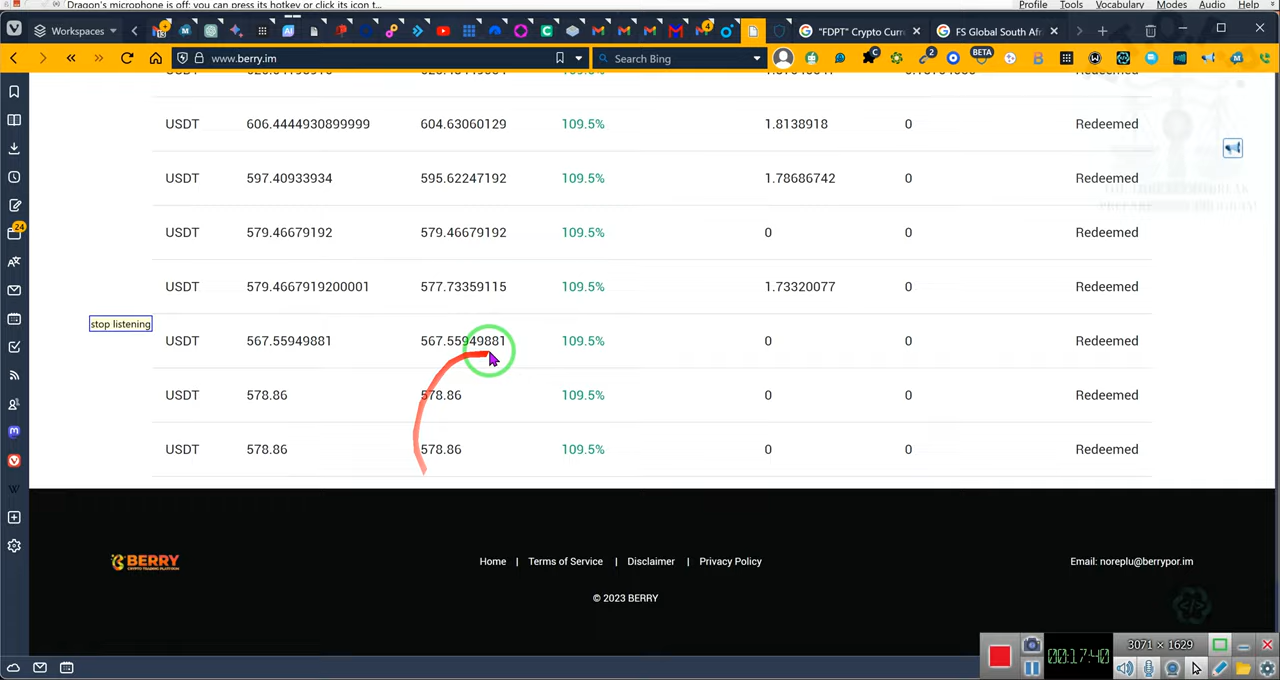 Dragon's microphone is off: you can press its hotkey or click its icon t...
Profile Tools Vocabulary Modes Audio Help
Workspaces
"FDPT" Crypto Curre
FS Global South Afr
www.berry.im
Search Bing
BETA
USDT 606.4444930899999 604.63060129 109.5% 1.8138918 0 Redeemed
USDT 597.40933934 595.62247192 109.5% 1.78686742 0 Redeemed
USDT 579.46679192 579.46679192 109.5% 0 0 Redeemed
USDT 579.4667919200001 577.73359115 109.5% 1.73320077 0 Redeemed
stop listening
USDT 567.55949881 567.55949881 109.5% 0 0 Redeemed
USDT 578.86 578.86 109.5% 0 0 Redeemed
USDT 578.86 578.86 109.5% 0 0 Redeemed
BERRY
CRYPTO TRADING PLATFORM
Home | Terms of Service | Disclaimer | Privacy Policy
Email: noreplu@berrypor.im
© 2023 BERRY
3071 × 1629
00:17:40
24